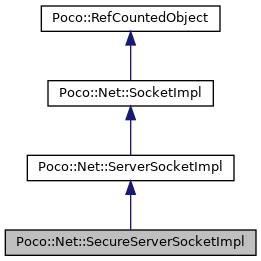 Poco::RefCountedObject
Poco::Net::SocketImpl
Poco::Net::ServerSocketImpl
Poco::Net::SecureServerSocketImpl